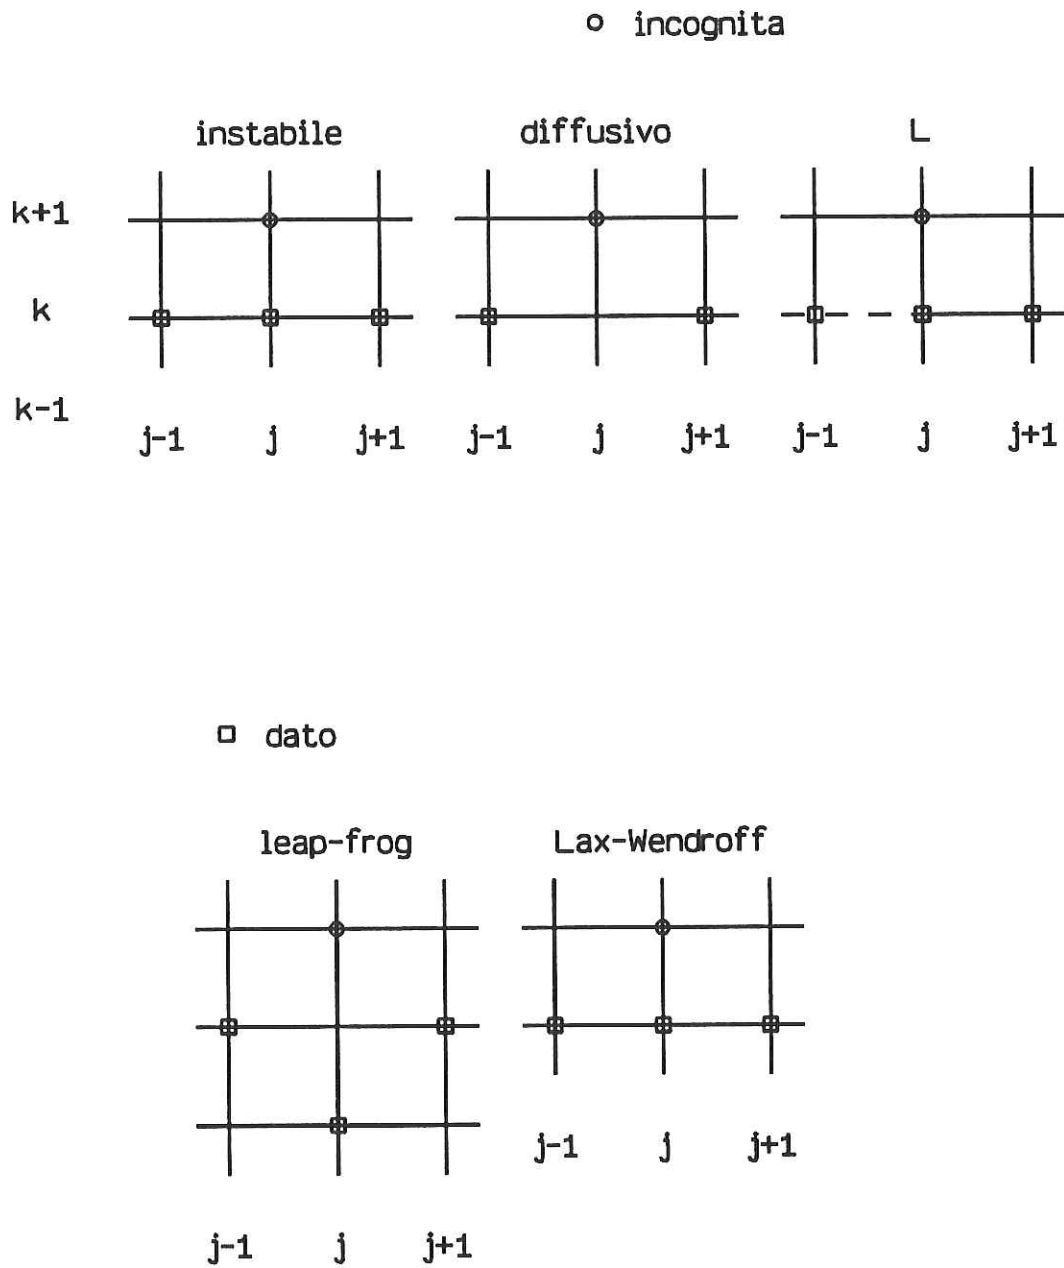 o incognita
instabile diffusivo L
k+1
k
k-1
j-1 j j+1 j-1 j j+1 j-1 j j+1
□ dato
leap-frog Lax-Wendroff
j-1 j j+1
j-1 j j+1